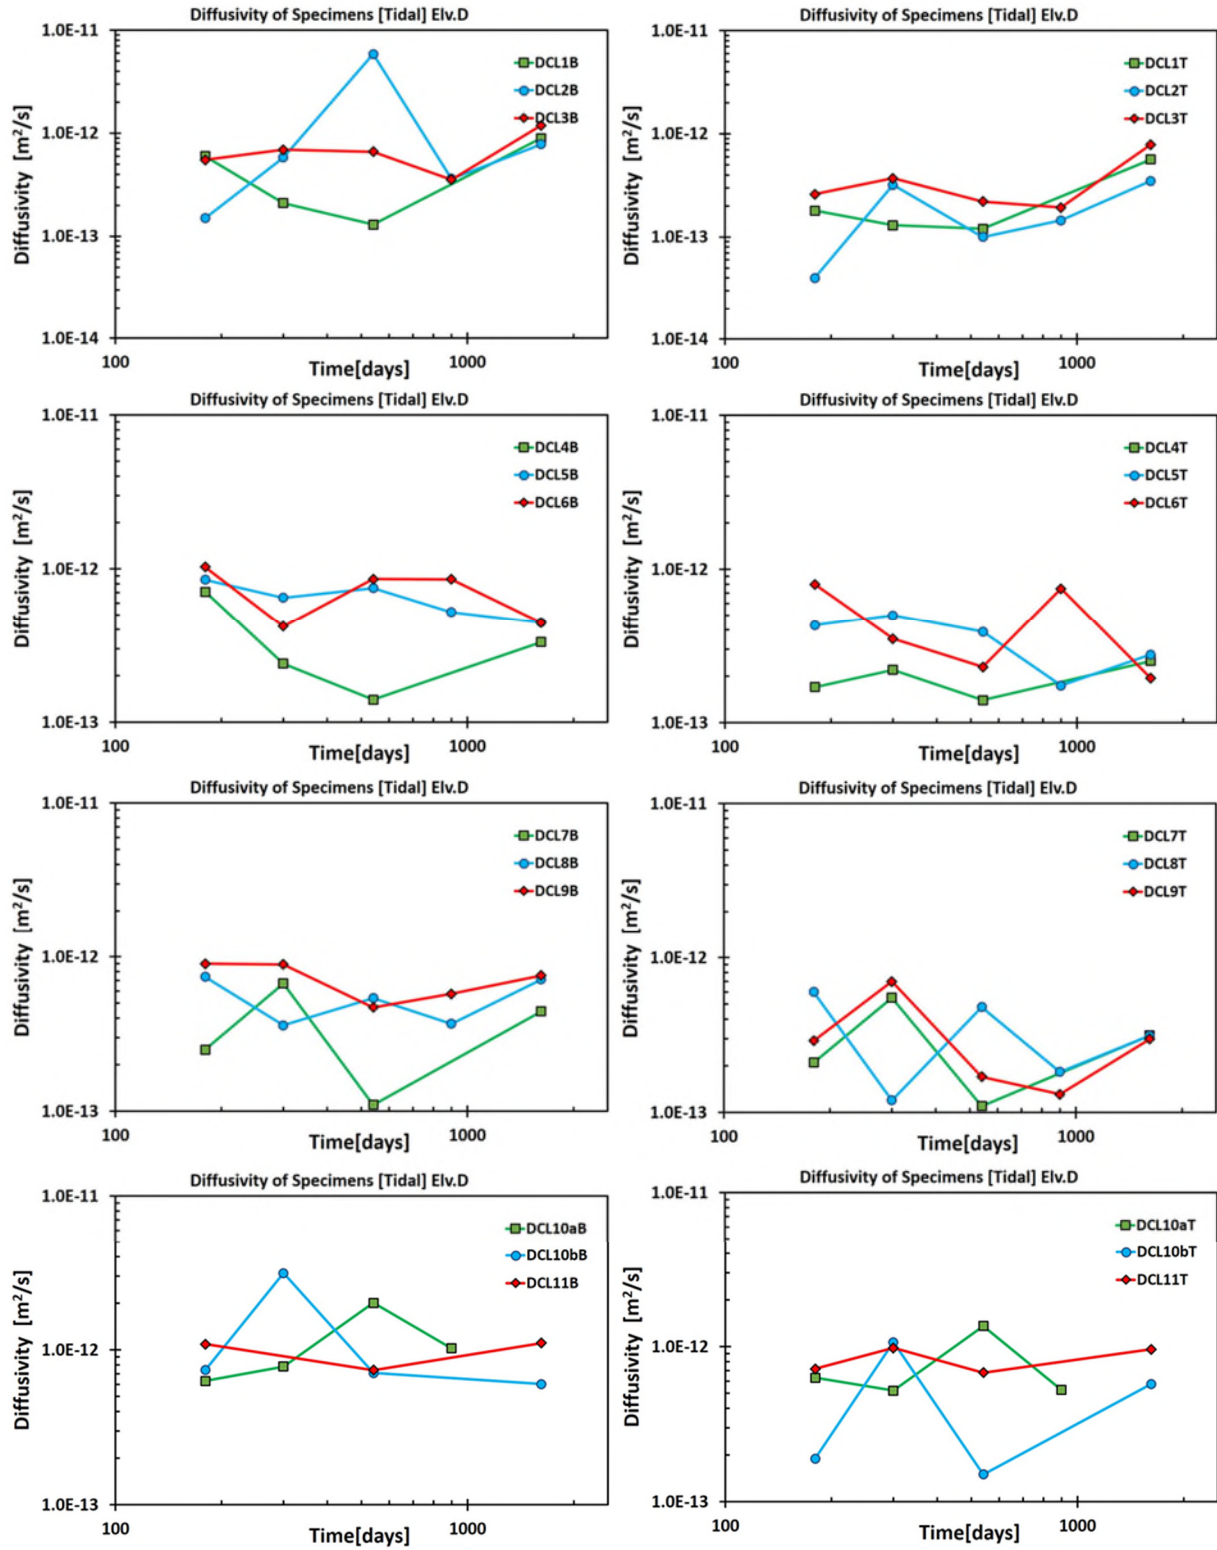 Diffusivity of Specimens [Tidal] Elv.D
1.0E-11
DCL1B
DCL2B
DCL3B
1.0E-12
Diffusivity [m²/s]
1.0E-13
1.0E-14
100
1000
Time[days]
Diffusivity of Specimens [Tidal] Elv.D
1.0E-11
DCL1T
DCL2T
DCL3T
1.0E-12
Diffusivity [m²/s]
1.0E-13
1.0E-14
100
1000
Time[days]
Diffusivity of Specimens [Tidal] Elv.D
1.0E-11
DCL4B
DCL5B
DCL6B
Diffusivity [m²/s]
1.0E-12
1.0E-13
100
1000
Time[days]
Diffusivity of Specimens [Tidal] Elv.D
1.0E-11
DCL4T
DCL5T
DCL6T
Diffusivity [m²/s]
1.0E-12
1.0E-13
100
1000
Time[days]
Diffusivity of Specimens [Tidal] Elv.D
1.0E-11
DCL7B
DCL8B
DCL9B
Diffusivity [m²/s]
1.0E-12
1.0E-13
100
1000
Time[days]
Diffusivity of Specimens [Tidal] Elv.D
1.0E-11
DCL7T
DCL8T
DCL9T
Diffusivity [m²/s]
1.0E-12
1.0E-13
100
1000
Time[days]
Diffusivity of Specimens [Tidal] Elv.D
1.0E-11
DCL10aB
DCL10bB
DCL11B
Diffusivity [m²/s]
1.0E-12
1.0E-13
100
1000
Time[days]
Diffusivity of Specimens [Tidal] Elv.D
1.0E-11
DCL10aT
DCL10bT
DCL11T
Diffusivity [m²/s]
1.0E-12
1.0E-13
100
1000
Time[days]